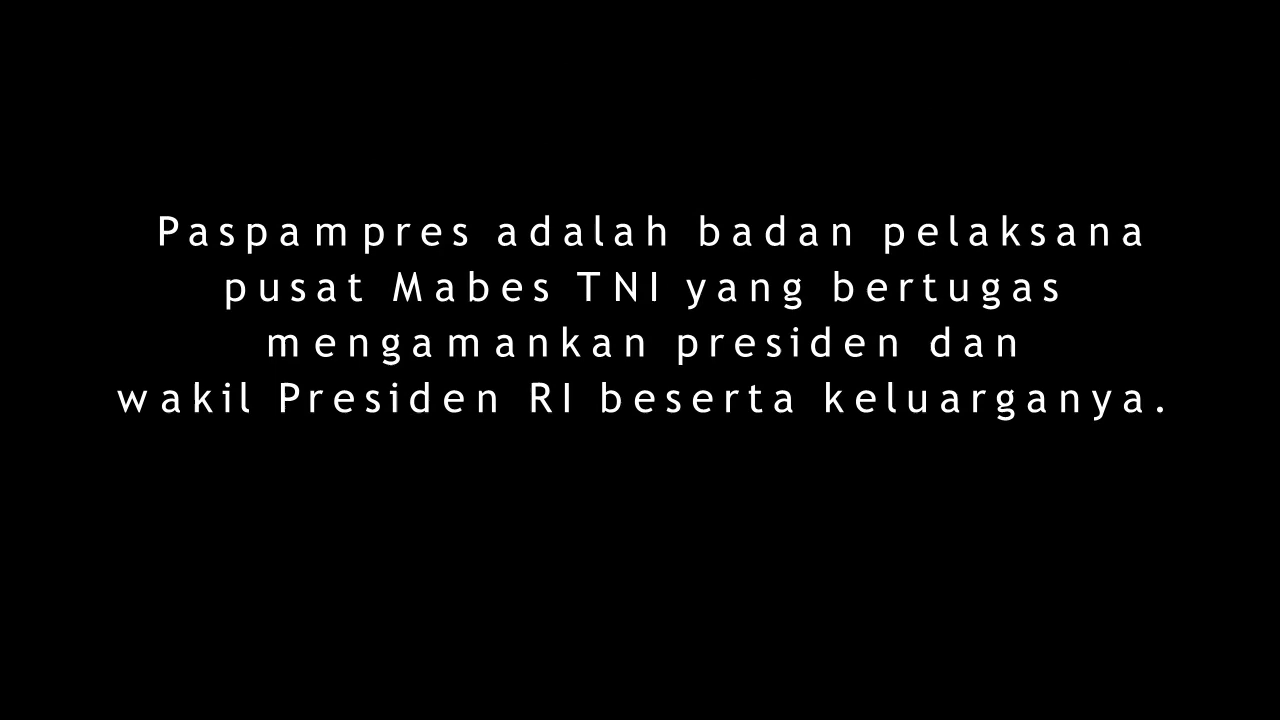 Paspampres adalah badan pelaksana
pusat Mabes TNI yang bertugas
mengamankan presiden dan
wakil Presiden RI beserta keluarganya.